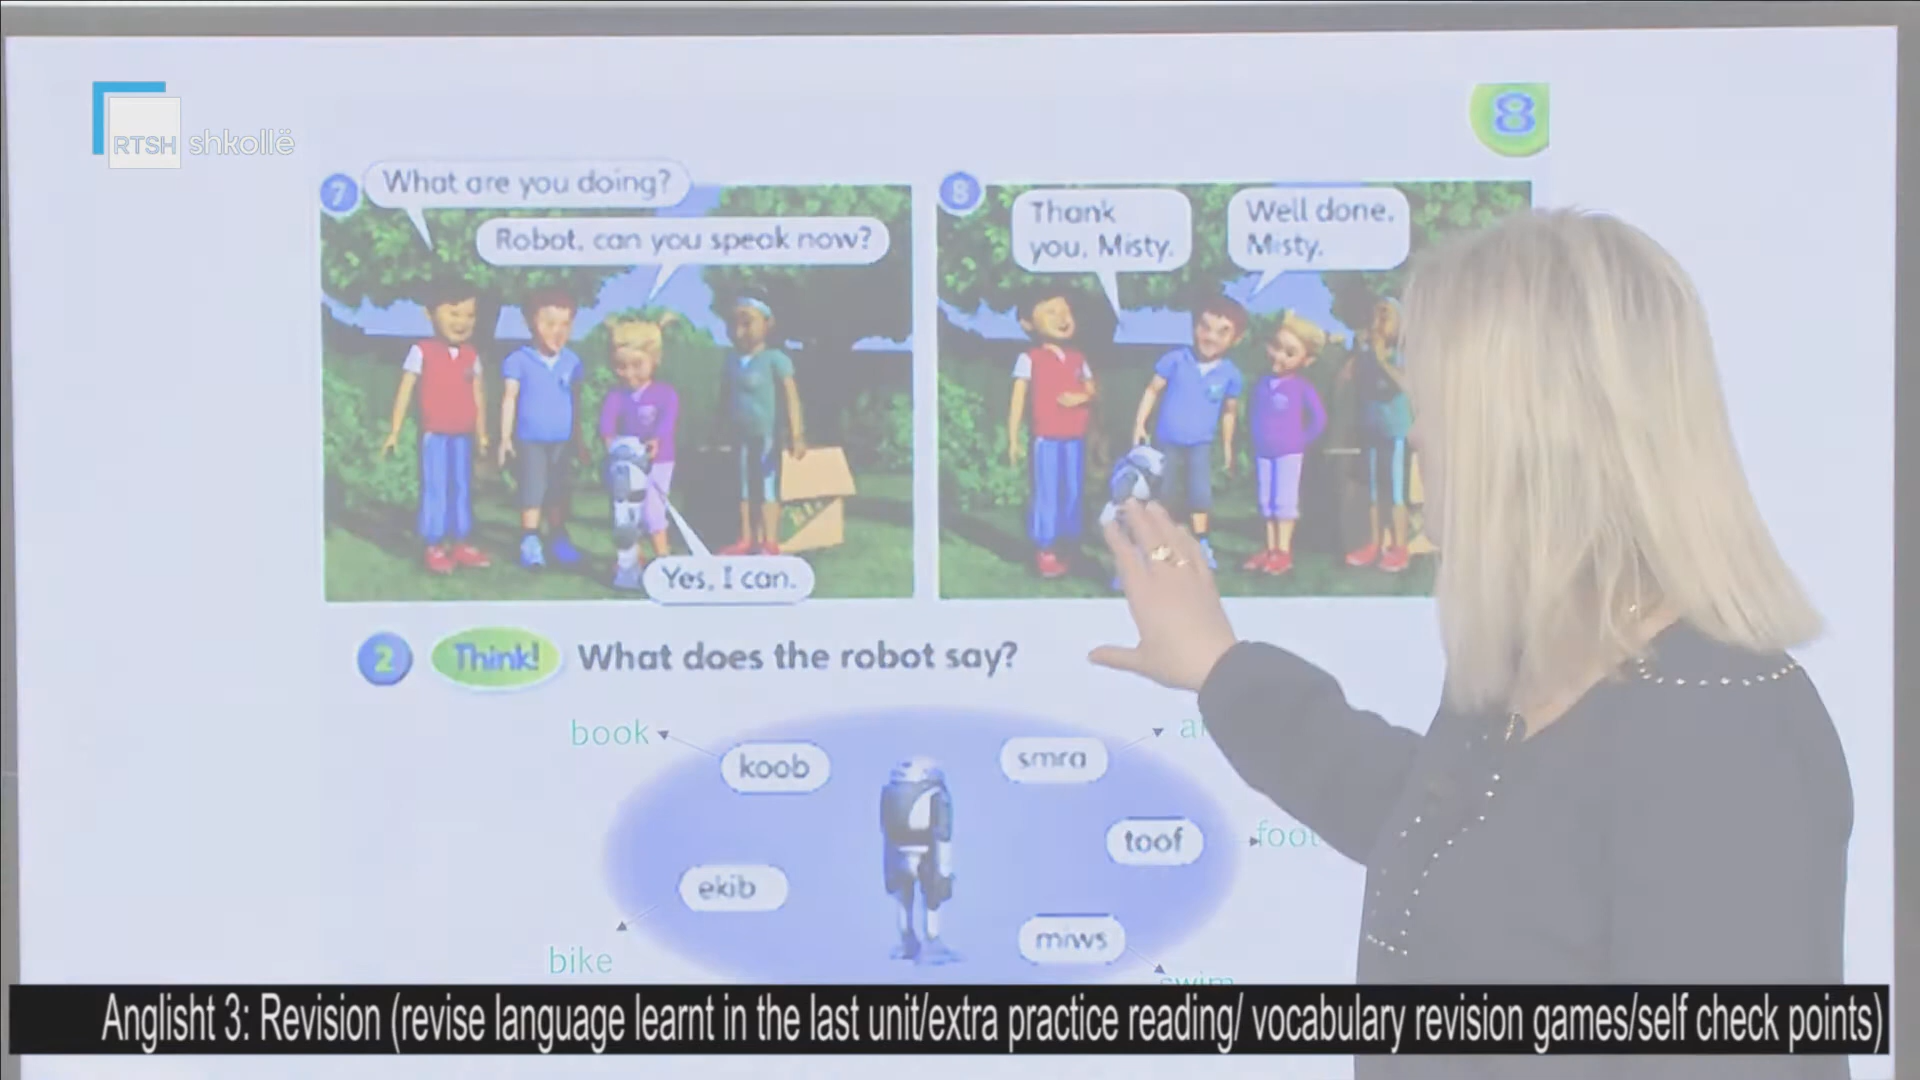 RTSH shkollë
8
7
What are you doing?
Robot, can you speak now?
Yes, I can.
8
Thank
you, Misty.
Well done,
Misty.
2 Think! What does the robot say?
book
koob
smra
toof
foot
ekib
miws
bike
swim
Anglisht 3: Revision (revise language learnt in the last unit/extra practice reading/ vocabulary revision games/self check points)